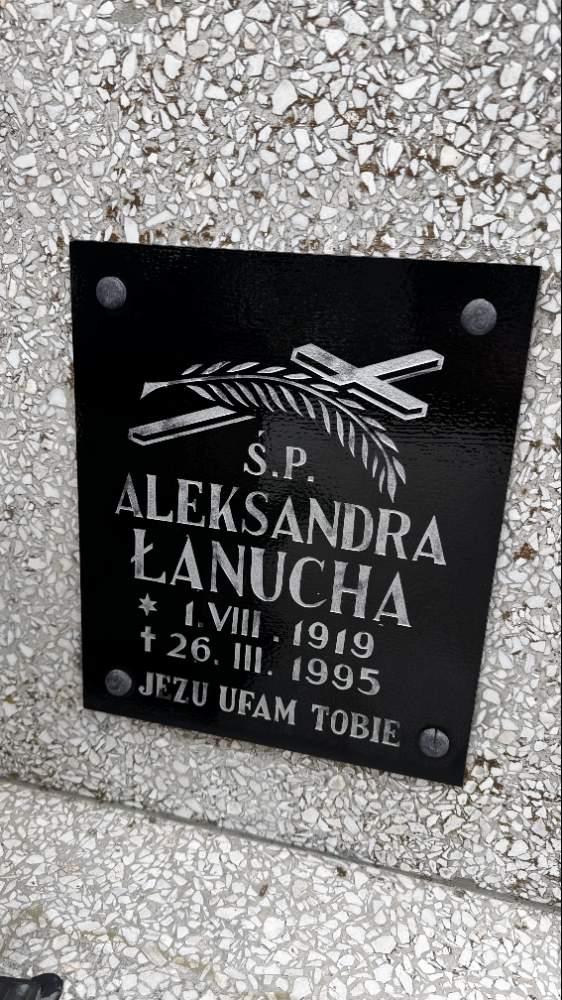 Ś.P.
ALEKSANDRA
ŁANUCHA
* 1. VIII. 1919
† 26. III. 1995
JEZU UFAM TOBIE